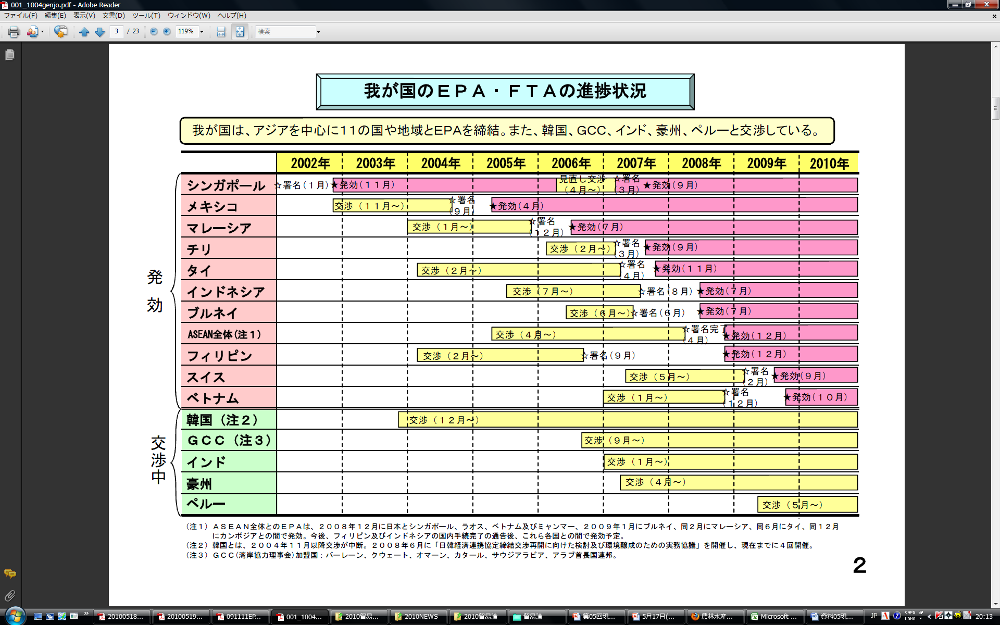 001_1004genjo.pdf - Adobe Reader
ファイル(F) 編集(E) 表示(V) 文書(D) ツール(T) ウィンドウ(W) ヘルプ(H)
3 / 23 119% 検索
我が国のＥＰＡ・ＦＴＡの進捗状況
我が国は、アジアを中心に11の国や地域とEPAを締結。また、韓国、GCC、インド、豪州、ペルーと交渉している。
2002年 2003年 2004年 2005年 2006年 2007年 2008年 2009年 2010年
発効
シンガポール ☆署名(１月) ★発効(１１月) 見直し交渉(４月～) ☆署名(３月) ★発効(９月)
メキシコ 交渉（１１月～） ☆署名(９月) ★発効(４月)
マレーシア 交渉（１月～） ☆署名(１２月) ★発効(７月)
チリ 交渉（２月～） ☆署名(３月) ★発効(９月)
タイ 交渉（２月～） ☆署名(４月) ★発効(１１月)
インドネシア 交渉（７月～） ☆署名(８月) ★発効(７月)
ブルネイ 交渉（６月～） ☆署名(６月) ★発効(７月)
ASEAN全体(注１) 交渉（４月～） ☆署名完了(４月) ★発効(１２月)
フィリピン 交渉（２月～） ☆署名(９月) ★発効(１２月)
スイス 交渉（５月～） ☆署名(２月) ★発効(９月)
ベトナム 交渉（１月～） ☆署名(１２月) ★発効(１０月)
交渉中
韓国（注２） 交渉（１２月～）
ＧＣＣ（注３） 交渉（９月～）
インド 交渉（１月～）
豪州 交渉（４月～）
ペルー 交渉（５月～）
（注１）ＡＳＥＡＮ全体とのＥＰＡは、２００８年１２月に日本とシンガポール、ラオス、ベトナム及びミャンマー、２００９年１月にブルネイ、同２月にマレーシア、同６月にタイ、同１２月
にカンボジアとの間で発効。今後、フィリピン及びインドネシアの国内手続完了の通告後、これら各国との間で発効予定。
（注２）韓国とは、２００４年１１月以降交渉が中断。２００８年６月に「日韓経済連携協定締結交渉再開に向けた検討及び環境醸成のための実務協議」を開催し、現在までに４回開催。
（注３）ＧＣＣ(湾岸協力理事会)加盟国：バーレーン、クウェート、オマーン、カタール、サウジアラビア、アラブ首長国連邦。
2
20100518... 20100519... 091111EP... 001_1004... 2010貿易... 2010NEWS 2010貿易論 貿易論 第05回現... 5月17日(... 農林水産... Microsoft ... 資料05現... JP A CAPS KANA 20:13